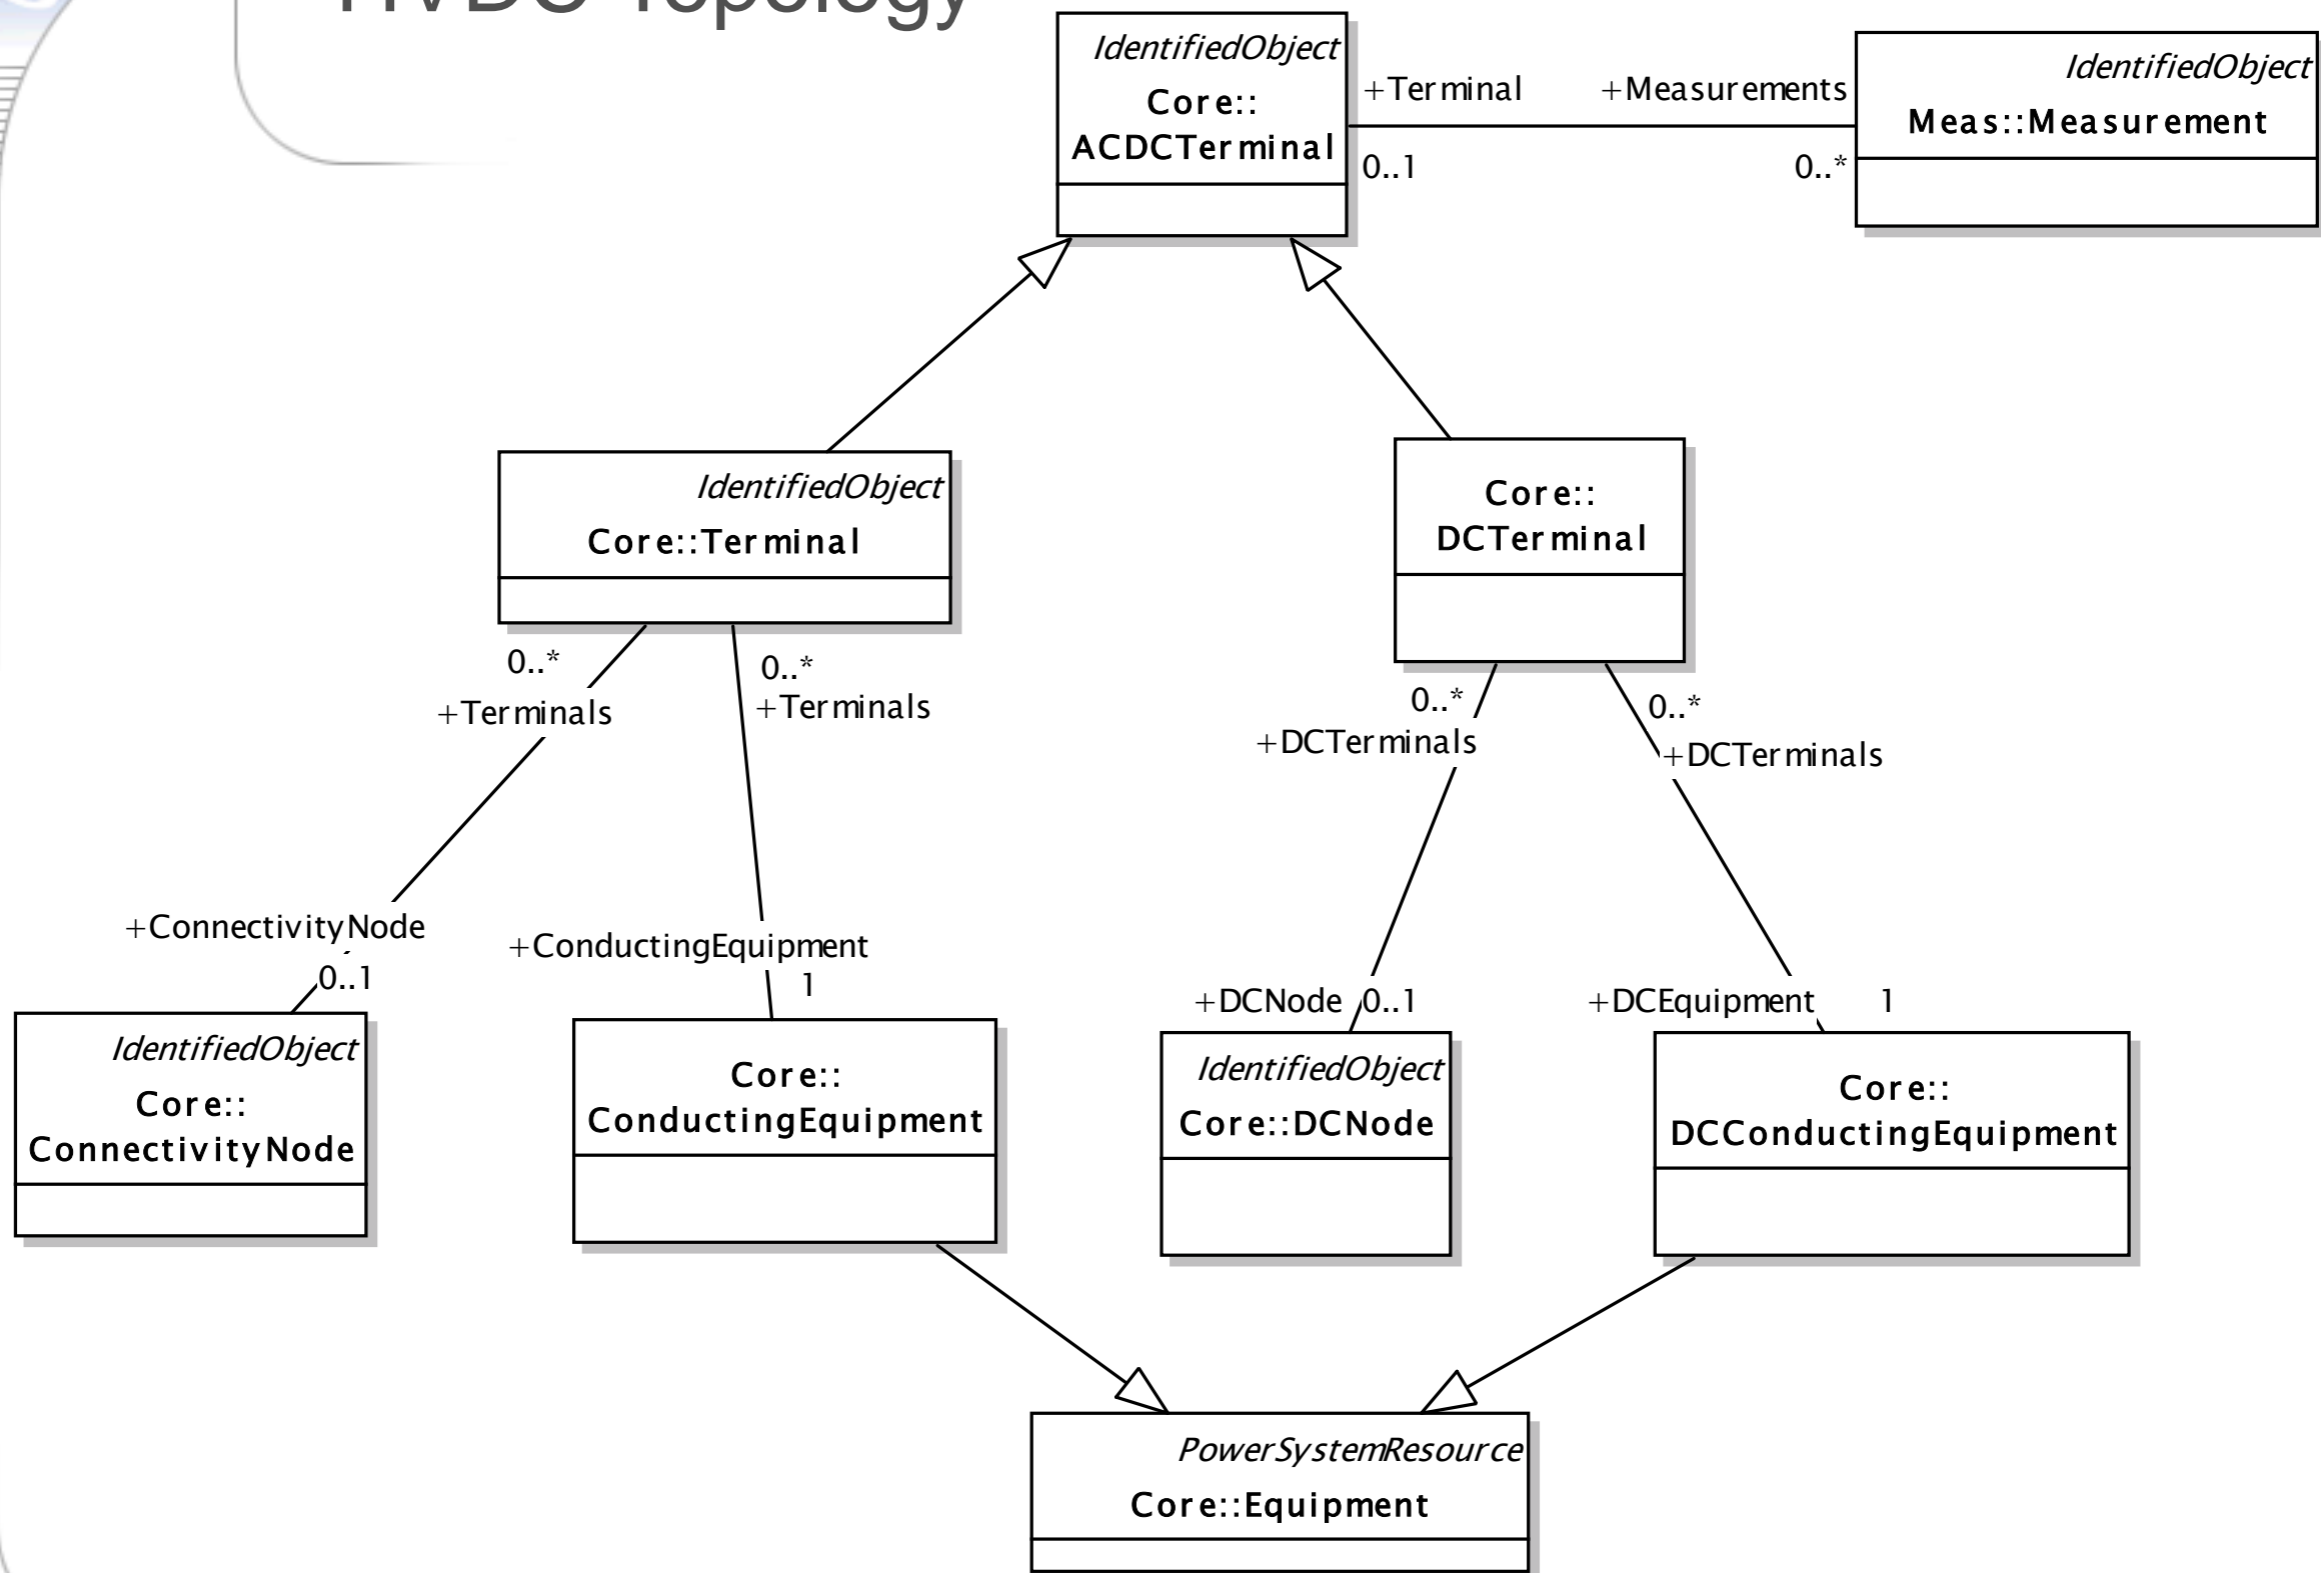 HVDC Topology
IdentifiedObject
Core::
ACDCTerminal
+Terminal
+Measurements
0..1
0..*
IdentifiedObject
Meas::Measurement
IdentifiedObject
Core::Terminal
Core::
DCTerminal
0..*
+Terminals
0..*
+Terminals
0..*
+DCTerminals
0..*
+DCTerminals
+ConnectivityNode
0..1
+ConductingEquipment
1
+DCNode
0..1
+DCEquipment
1
IdentifiedObject
Core::
ConnectivityNode
Core::
ConductingEquipment
IdentifiedObject
Core::DCNode
Core::
DCConductingEquipment
PowerSystemResource
Core::Equipment